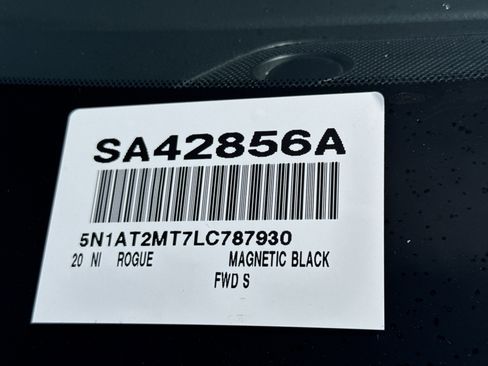 SA42856A
5N1AT2MT7LC787930
20 NI ROGUE MAGNETIC BLACK
FWD S